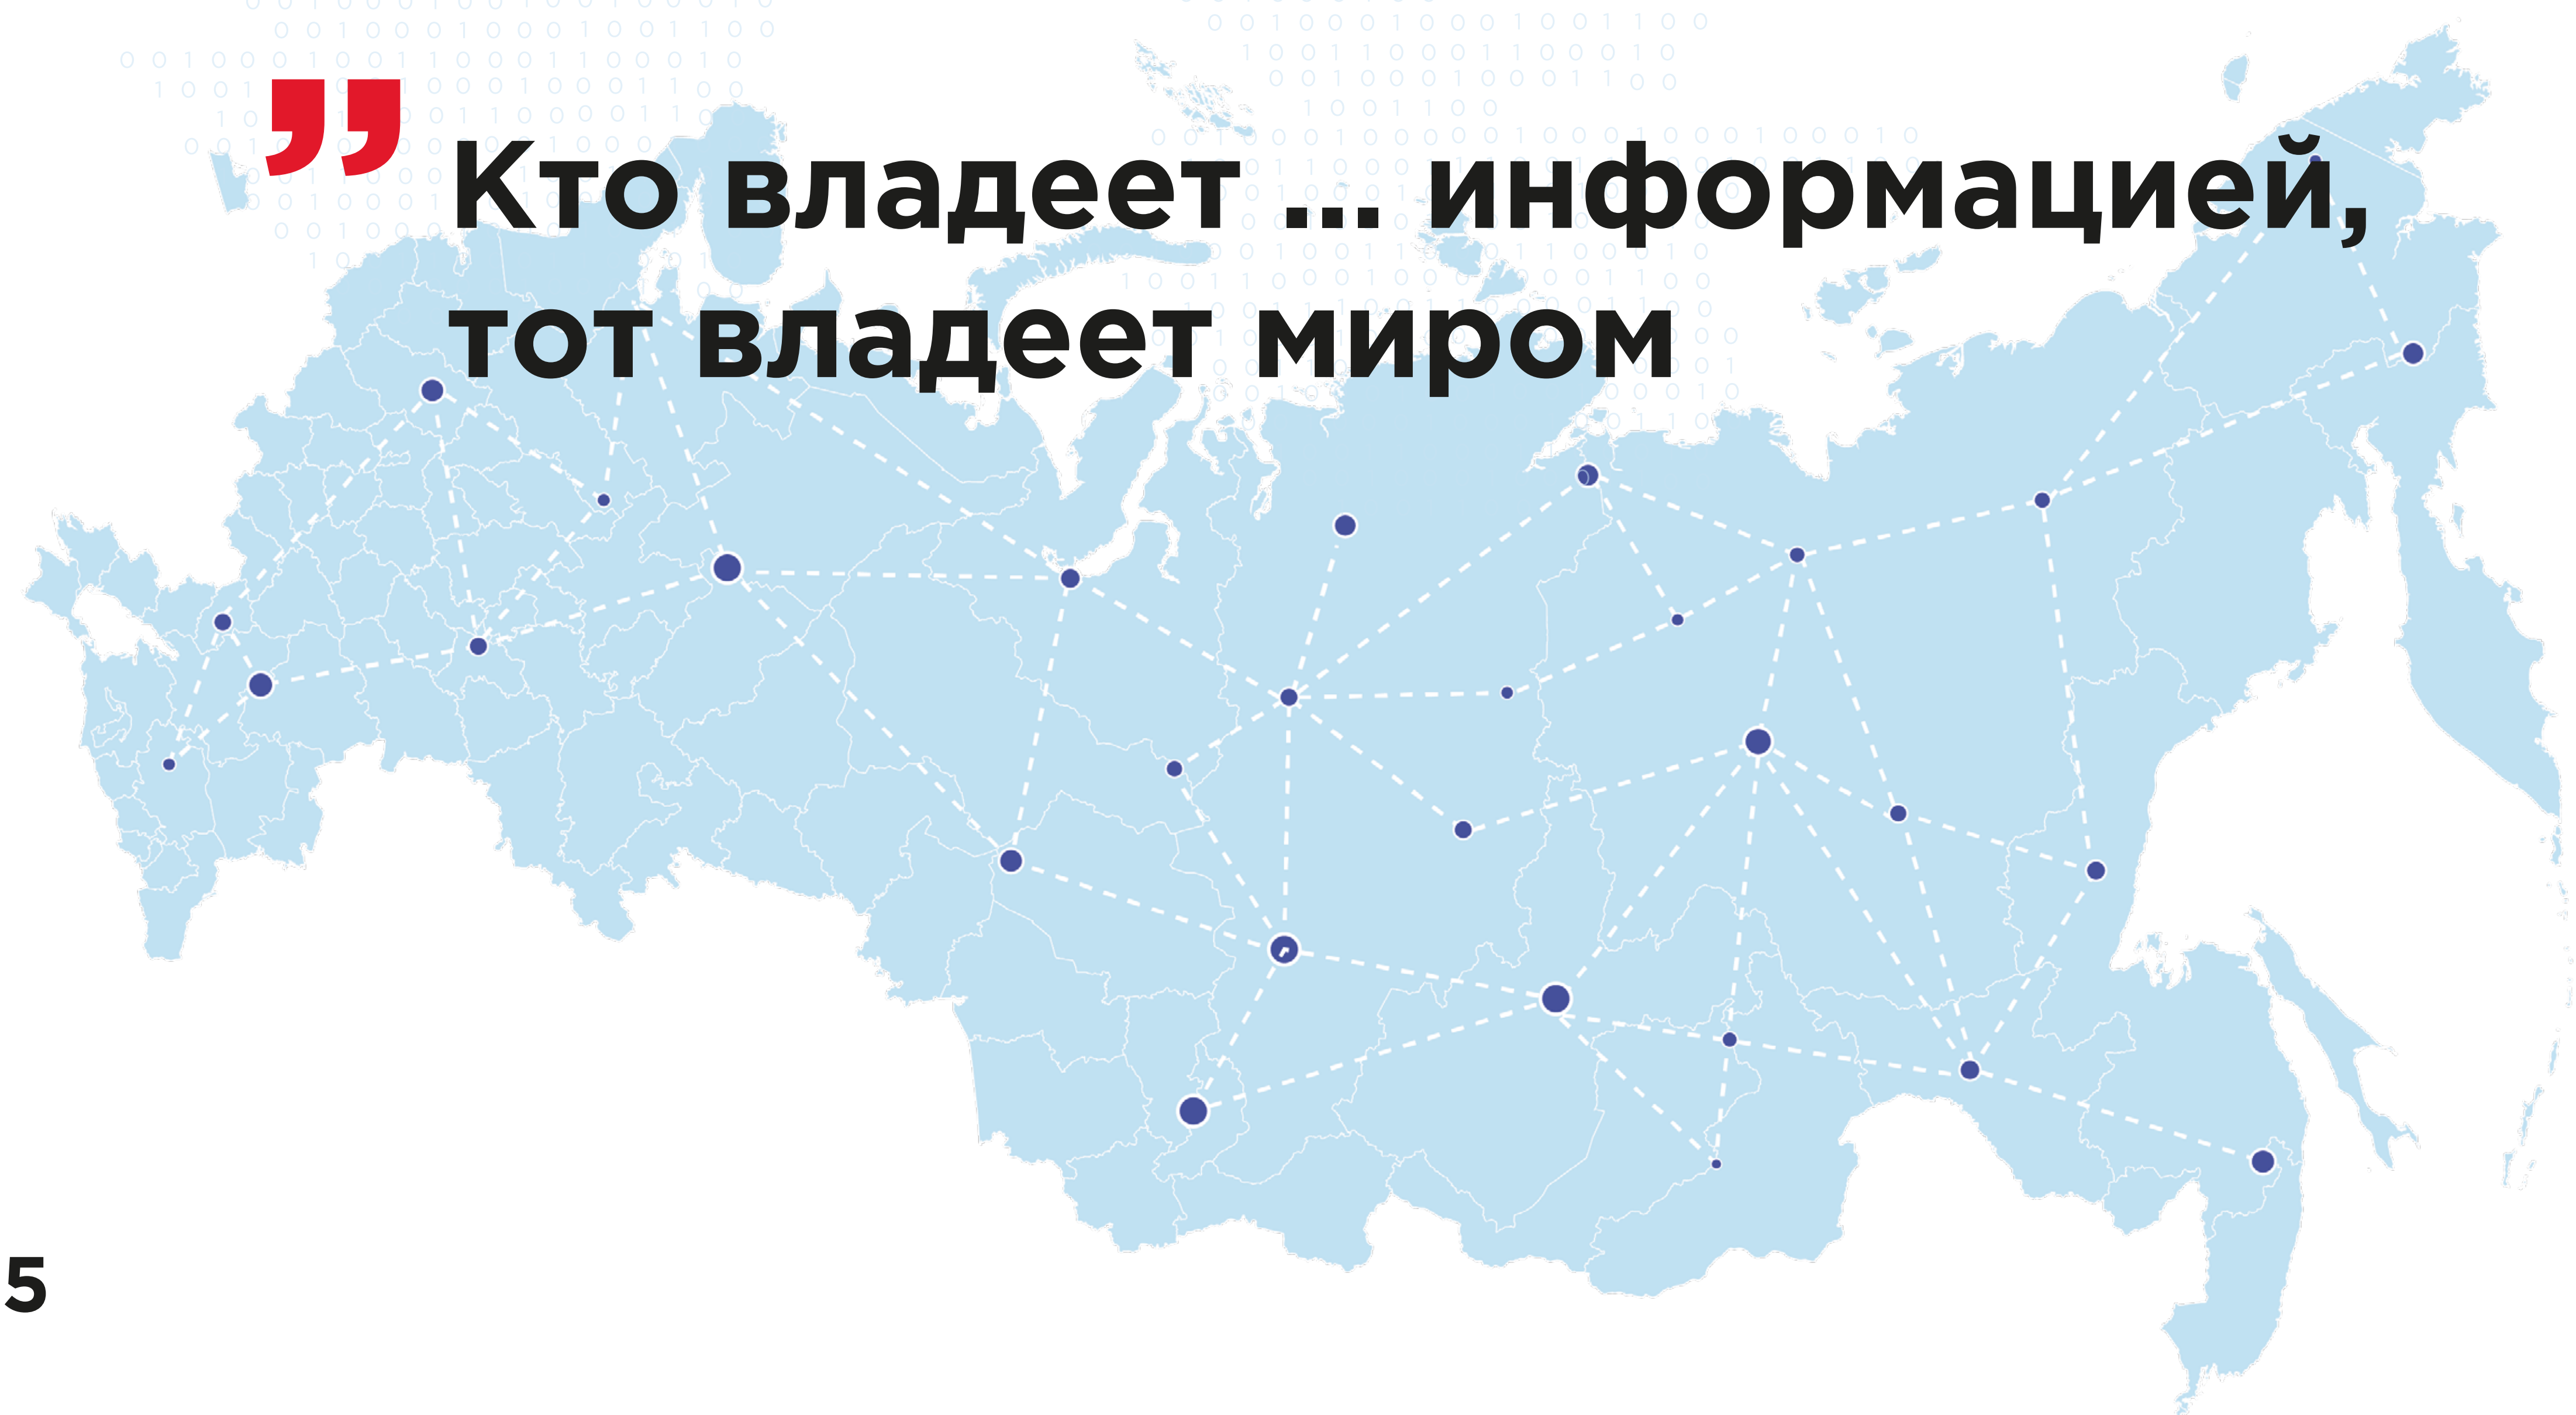 ” Кто владеет ... информацией,
тот владеет миром
5